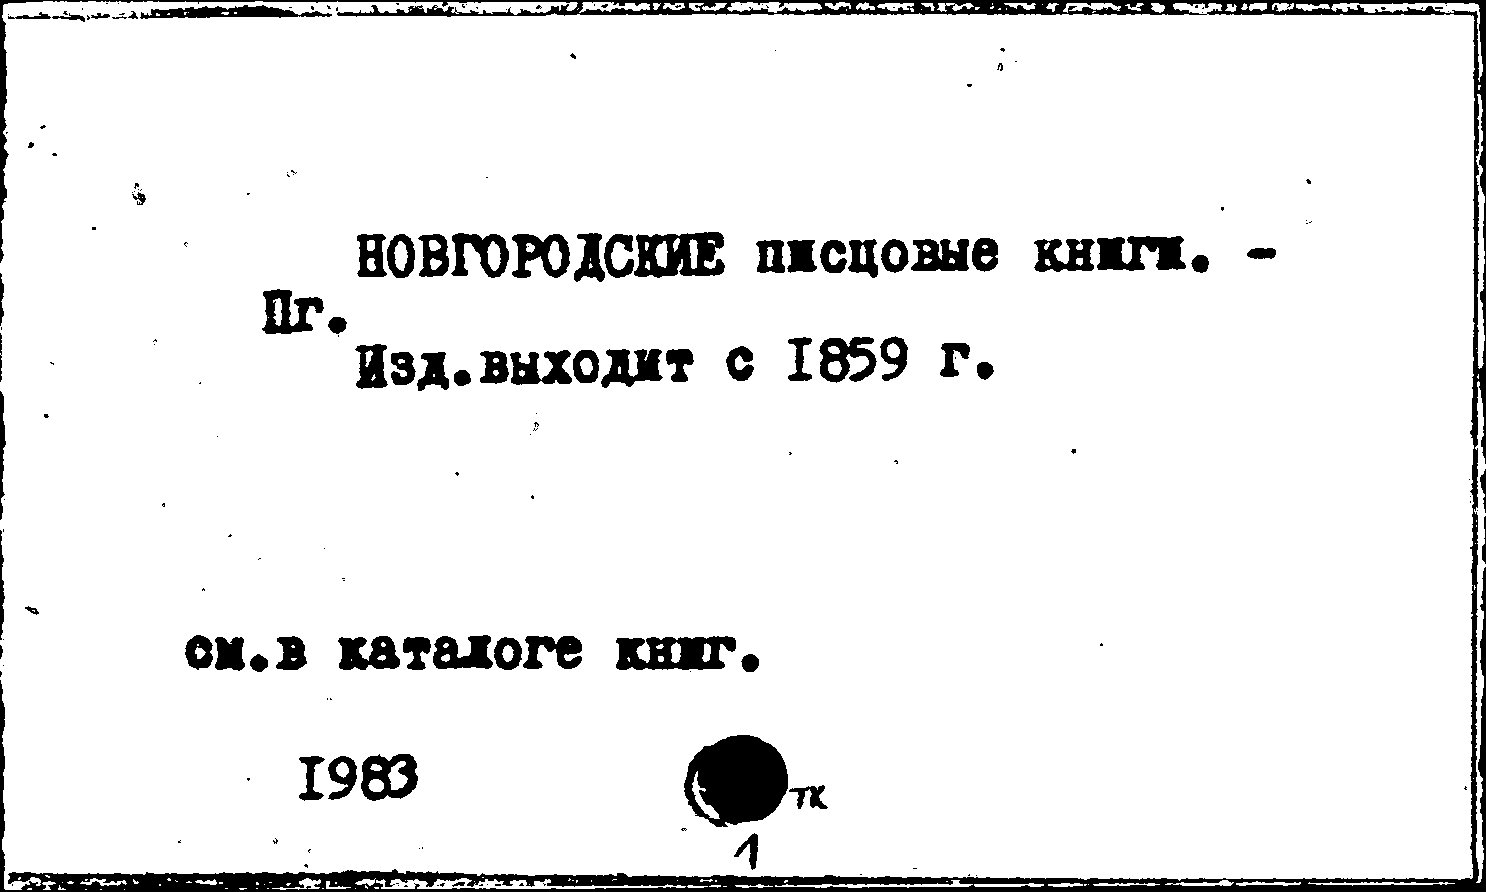 НОВГОРОДСКИЕ писцовые книги. -
Пг.
Изд.выходит с 1859 г.
см.в каталоге книг.
1983
тк
1